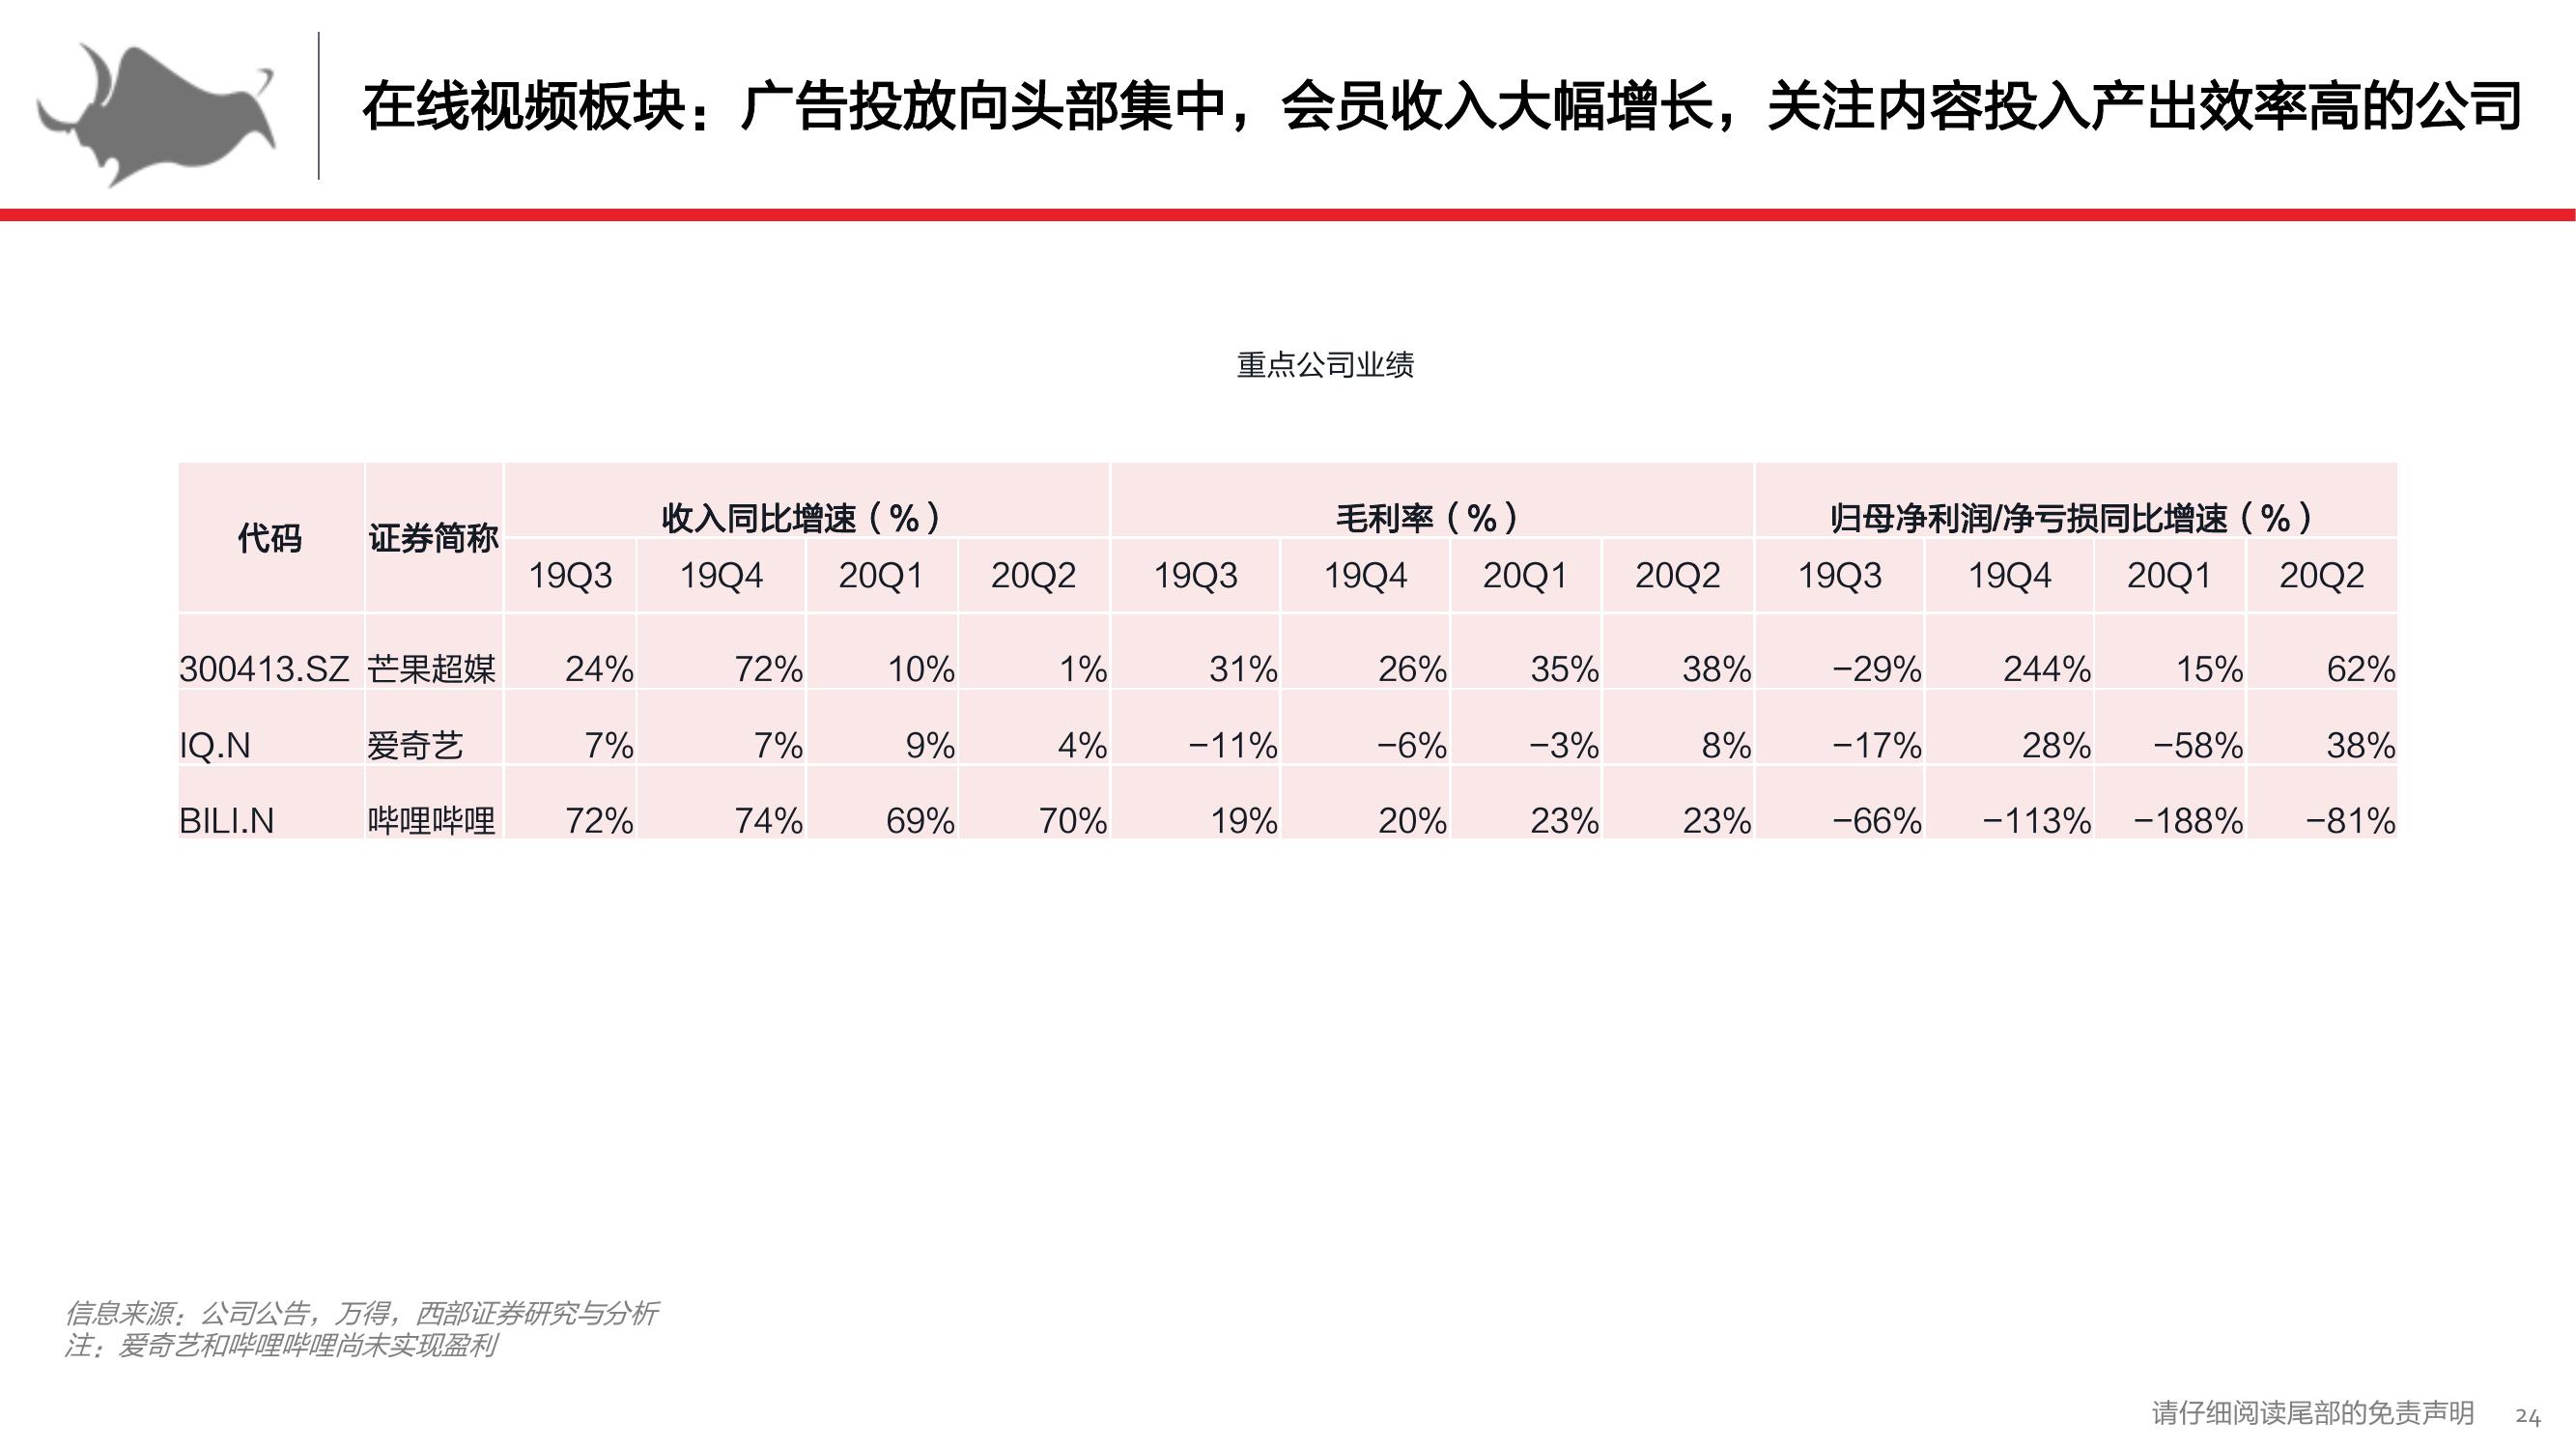 在线视频板块：广告投放向头部集中，会员收入大幅增长，关注内容投入产出效率高的公司
重点公司业绩
代码 证券简称 收入同比增速（%） 毛利率（%） 归母净利润/净亏损同比增速（%）
19Q3 19Q4 20Q1 20Q2 19Q3 19Q4 20Q1 20Q2 19Q3 19Q4 20Q1 20Q2
300413.SZ 芒果超媒 24% 72% 10% 1% 31% 26% 35% 38% -29% 244% 15% 62%
IQ.N 爱奇艺 7% 7% 9% 4% -11% -6% -3% 8% -17% 28% -58% 38%
BILI.N 哔哩哔哩 72% 74% 69% 70% 19% 20% 23% 23% -66% -113% -188% -81%
信息来源：公司公告，万得，西部证券研究与分析
注：爱奇艺和哔哩哔哩尚未实现盈利
请仔细阅读尾部的免责声明 24